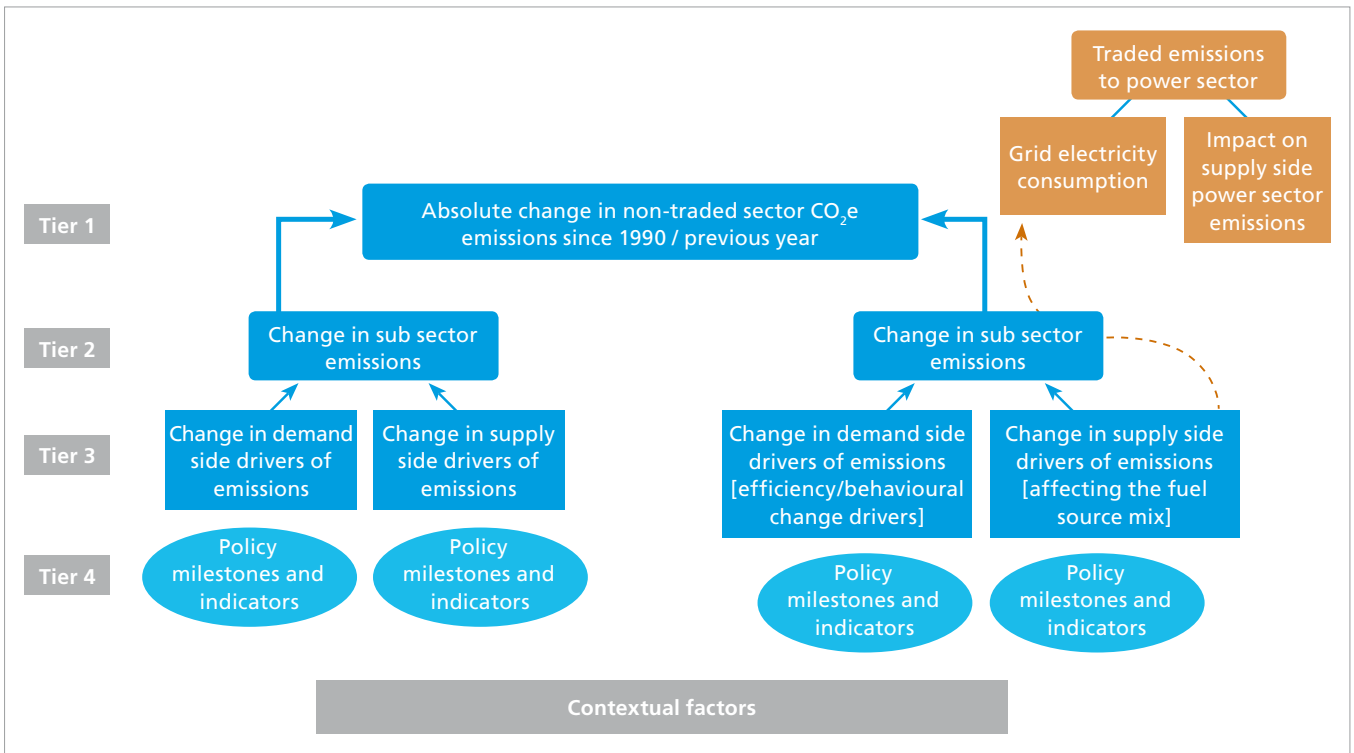 Traded emissions
to power sector
Grid electricity
consumption
Impact on
supply side
power sector
emissions
Tier 1
Absolute change in non-traded sector CO₂e
emissions since 1990 / previous year
Tier 2
Change in sub sector
emissions
Change in sub sector
emissions
Tier 3
Change in demand
side drivers of
emissions
Change in supply
side drivers of
emissions
Change in demand side
drivers of emissions
[efficiency/behavioural
change drivers]
Change in supply side
drivers of emissions
[affecting the fuel
source mix]
Tier 4
Policy
milestones and
indicators
Policy
milestones and
indicators
Policy
milestones and
indicators
Policy
milestones and
indicators
Contextual factors